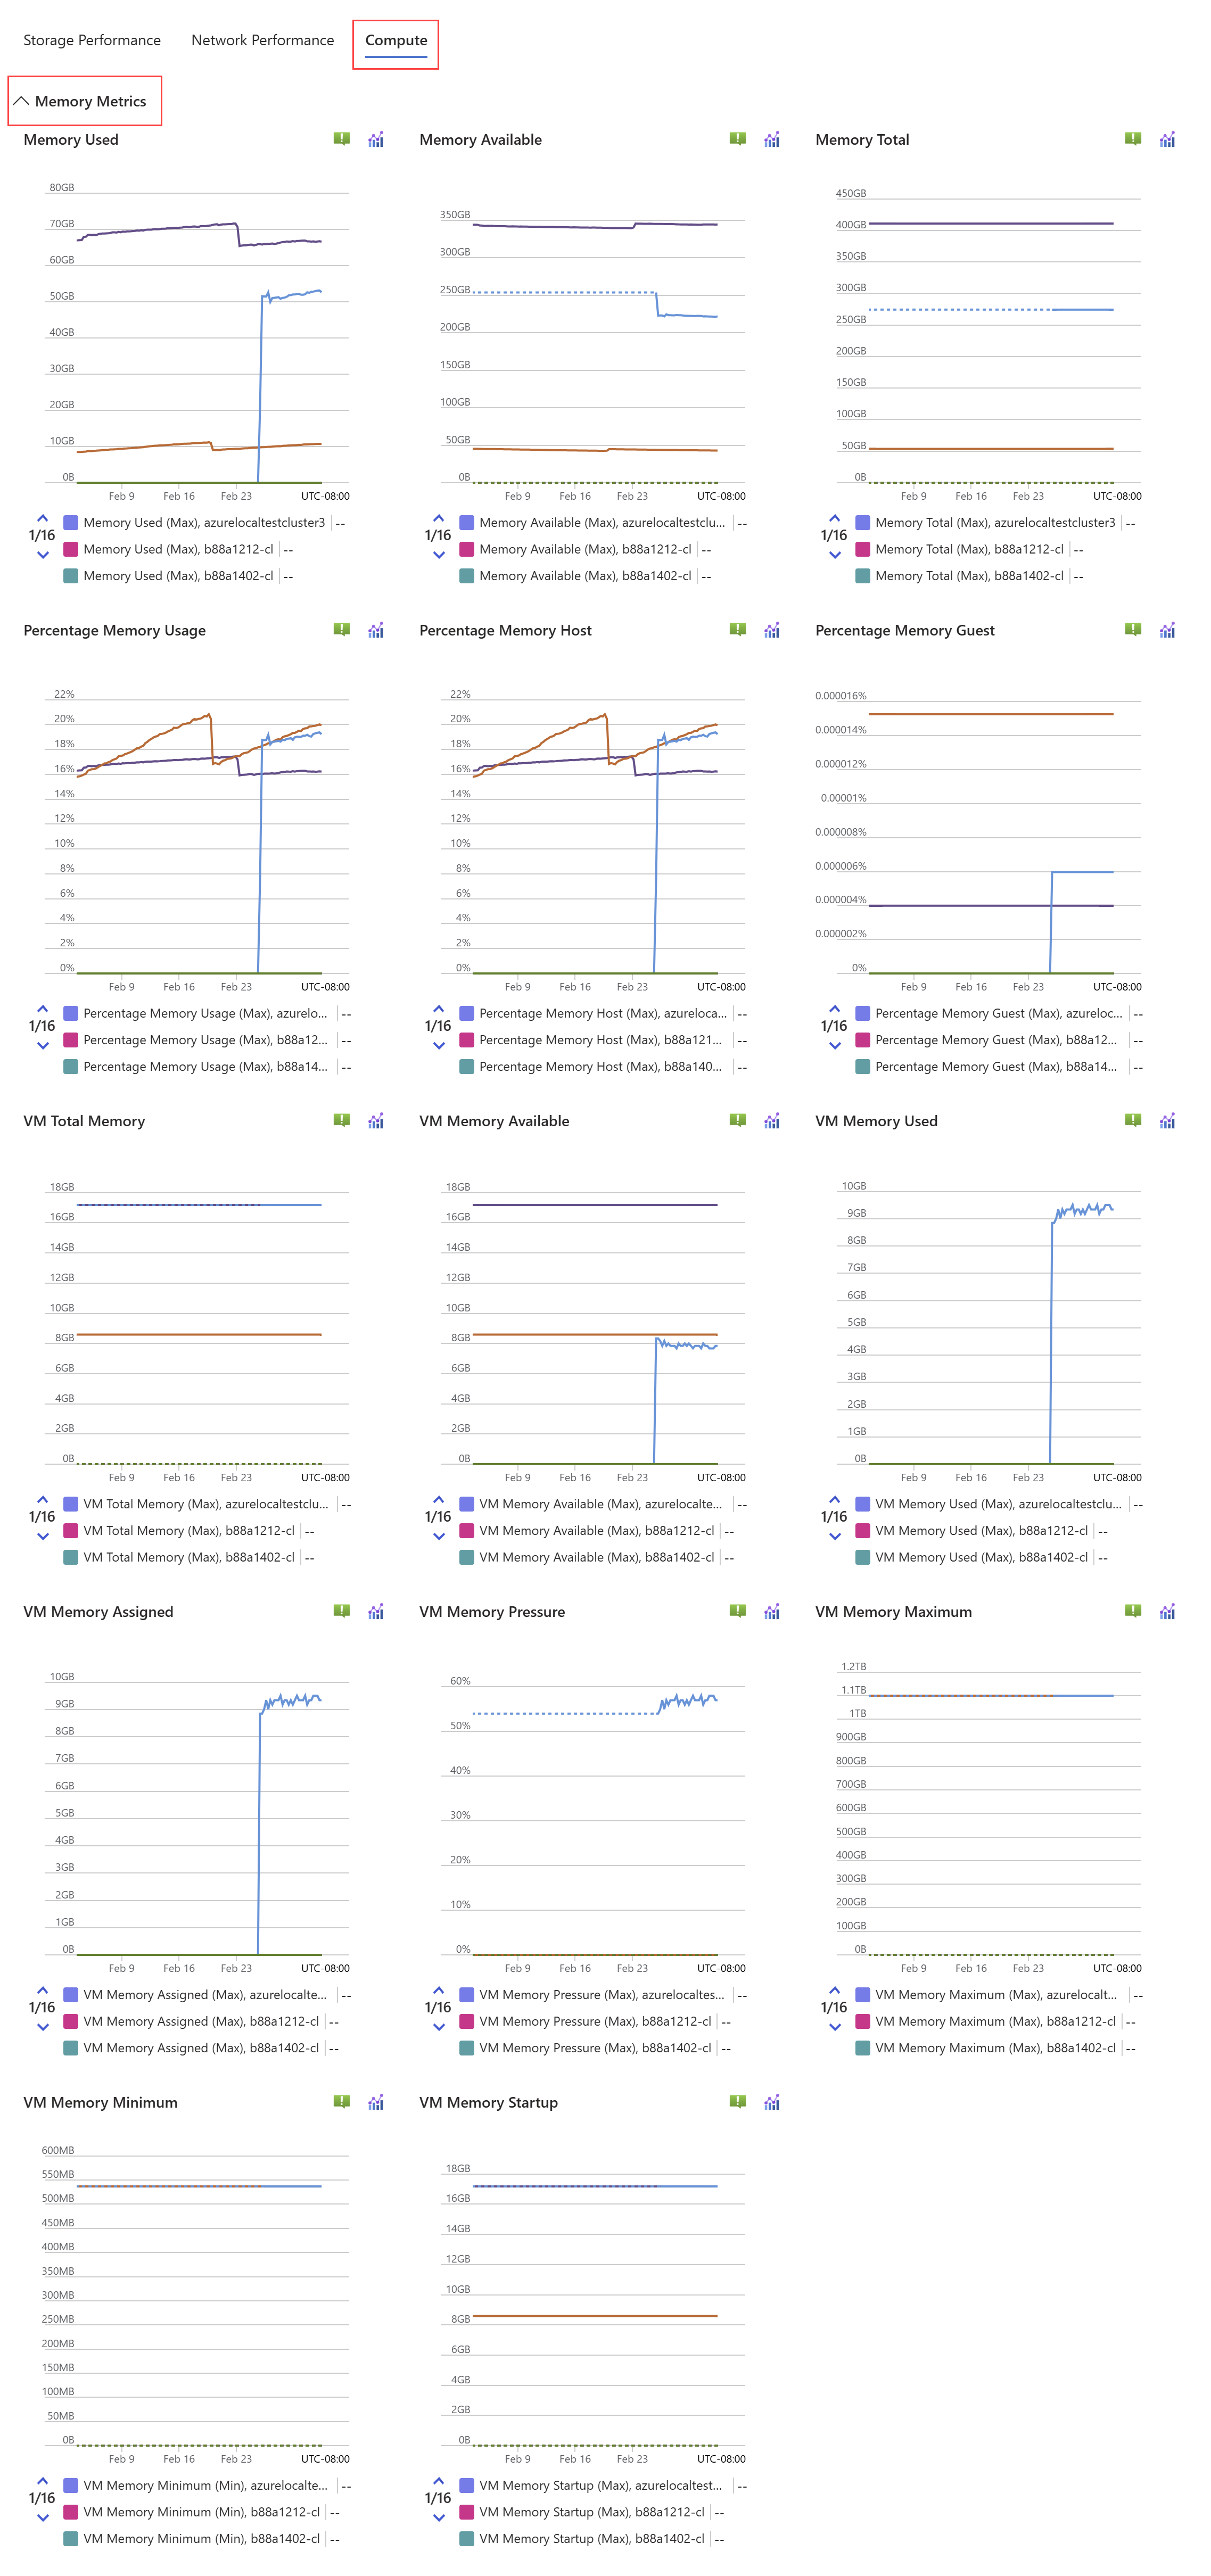 Storage Performance Network Performance Compute
Memory Metrics
Memory Used
80GB
70GB
60GB
50GB
40GB
30GB
20GB
10GB
0B
Feb 9 Feb 16 Feb 23 UTC-08:00
1/16
Memory Used (Max), azurelocaltestcluster3 --
Memory Used (Max), b88a1212-cl --
Memory Used (Max), b88a1402-cl --
Memory Available
350GB
300GB
250GB
200GB
150GB
100GB
50GB
0B
Feb 9 Feb 16 Feb 23 UTC-08:00
1/16
Memory Available (Max), azurelocaltestclu... --
Memory Available (Max), b88a1212-cl --
Memory Available (Max), b88a1402-cl --
Memory Total
450GB
400GB
350GB
300GB
250GB
200GB
150GB
100GB
50GB
0B
Feb 9 Feb 16 Feb 23 UTC-08:00
1/16
Memory Total (Max), azurelocaltestcluster3 --
Memory Total (Max), b88a1212-cl --
Memory Total (Max), b88a1402-cl --
Percentage Memory Usage
22%
20%
18%
16%
14%
12%
10%
8%
6%
4%
2%
0%
Feb 9 Feb 16 Feb 23 UTC-08:00
1/16
Percentage Memory Usage (Max), azurelo... --
Percentage Memory Usage (Max), b88a12... --
Percentage Memory Usage (Max), b88a14... --
Percentage Memory Host
22%
20%
18%
16%
14%
12%
10%
8%
6%
4%
2%
0%
Feb 9 Feb 16 Feb 23 UTC-08:00
1/16
Percentage Memory Host (Max), azureloca... --
Percentage Memory Host (Max), b88a121... --
Percentage Memory Host (Max), b88a140... --
Percentage Memory Guest
0.000016%
0.000014%
0.000012%
0.00001%
0.000008%
0.000006%
0.000004%
0.000002%
0%
Feb 9 Feb 16 Feb 23 UTC-08:00
1/16
Percentage Memory Guest (Max), azureloc... --
Percentage Memory Guest (Max), b88a12... --
Percentage Memory Guest (Max), b88a14... --
VM Total Memory
18GB
16GB
14GB
12GB
10GB
8GB
6GB
4GB
2GB
0B
Feb 9 Feb 16 Feb 23 UTC-08:00
1/16
VM Total Memory (Max), azurelocaltestclu... --
VM Total Memory (Max), b88a1212-cl --
VM Total Memory (Max), b88a1402-cl --
VM Memory Available
18GB
16GB
14GB
12GB
10GB
8GB
6GB
4GB
2GB
0B
Feb 9 Feb 16 Feb 23 UTC-08:00
1/16
VM Memory Available (Max), azurelocalte... --
VM Memory Available (Max), b88a1212-cl --
VM Memory Available (Max), b88a1402-cl --
VM Memory Used
10GB
9GB
8GB
7GB
6GB
5GB
4GB
3GB
2GB
1GB
0B
Feb 9 Feb 16 Feb 23 UTC-08:00
1/16
VM Memory Used (Max), azurelocaltestclu... --
VM Memory Used (Max), b88a1212-cl --
VM Memory Used (Max), b88a1402-cl --
VM Memory Assigned
10GB
9GB
8GB
7GB
6GB
5GB
4GB
3GB
2GB
1GB
0B
Feb 9 Feb 16 Feb 23 UTC-08:00
1/16
VM Memory Assigned (Max), azurelocalte... --
VM Memory Assigned (Max), b88a1212-cl --
VM Memory Assigned (Max), b88a1402-cl --
VM Memory Pressure
60%
50%
40%
30%
20%
10%
0%
Feb 9 Feb 16 Feb 23 UTC-08:00
1/16
VM Memory Pressure (Max), azurelocaltes... --
VM Memory Pressure (Max), b88a1212-cl --
VM Memory Pressure (Max), b88a1402-cl --
VM Memory Maximum
1.2TB
1.1TB
1TB
900GB
800GB
700GB
600GB
500GB
400GB
300GB
200GB
100GB
0B
Feb 9 Feb 16 Feb 23 UTC-08:00
1/16
VM Memory Maximum (Max), azurelocalt... --
VM Memory Maximum (Max), b88a1212-cl --
VM Memory Maximum (Max), b88a1402-cl --
VM Memory Minimum
600MB
550MB
500MB
450MB
400MB
350MB
300MB
250MB
200MB
150MB
100MB
50MB
0B
Feb 9 Feb 16 Feb 23 UTC-08:00
1/16
VM Memory Minimum (Min), azurelocalte... --
VM Memory Minimum (Min), b88a1212-cl --
VM Memory Minimum (Min), b88a1402-cl --
VM Memory Startup
18GB
16GB
14GB
12GB
10GB
8GB
6GB
4GB
2GB
0B
Feb 9 Feb 16 Feb 23 UTC-08:00
1/16
VM Memory Startup (Max), azurelocaltest... --
VM Memory Startup (Max), b88a1212-cl --
VM Memory Startup (Max), b88a1402-cl --